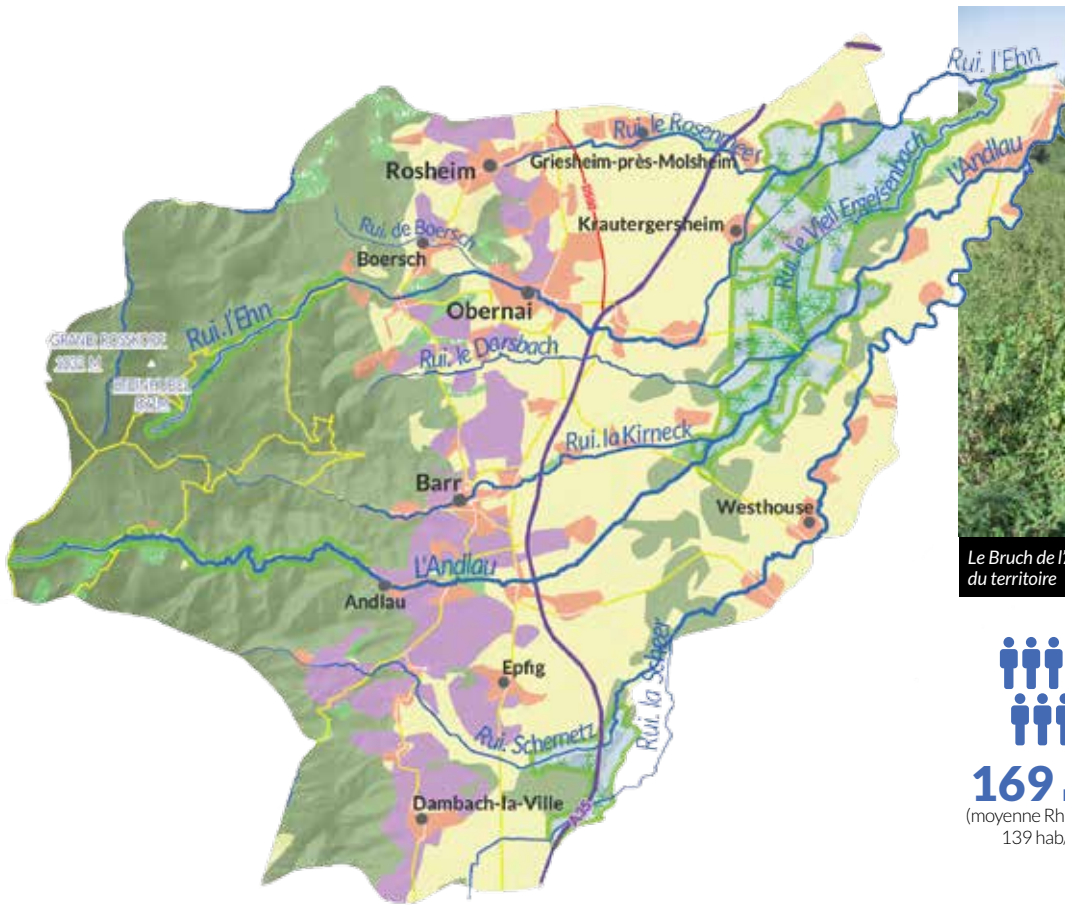 Rui. l'Ehn
Rui. le Rosenmeer
Griesheim-près-Molsheim
L'Andlau
Rosheim
Rui. le Vieil Ergelsenbach
Krautergersheim
Rui. de Boersch
Boersch
Obernai
Rui. l'Ehn
Rui. le Darsbach
Rui. la Kirneck
Barr
Westhouse
L'Andlau
Andlau
Rui. la Scheer
Epfig
Rui. Schernetz
Dambach-la-Ville
A35
Le Bruch de l'
du territoire
169
(moyenne Rh
139 hab/